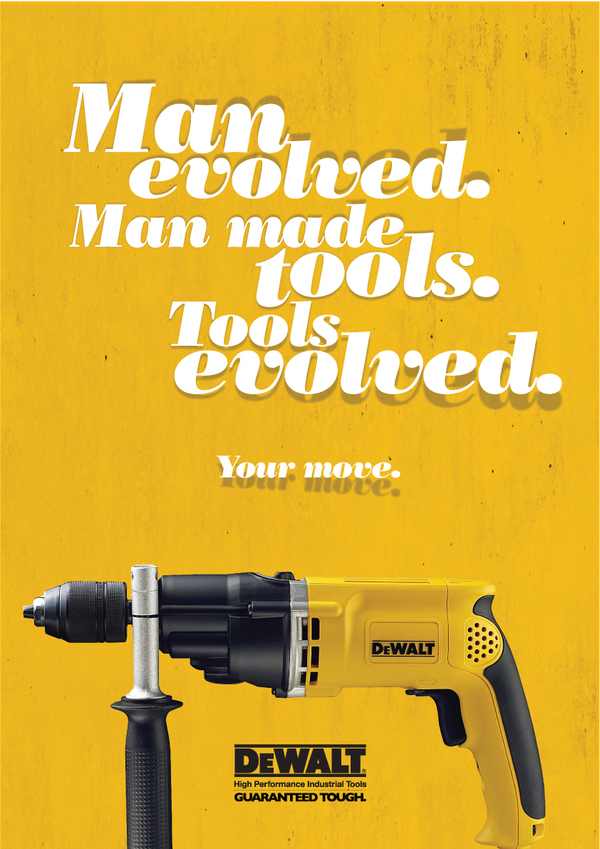 Man
evolved.
Man made
tools.
Tools
evolved.
Your move.
DEWALT
DEWALT®
High Performance Industrial Tools
GUARANTEED TOUGH.